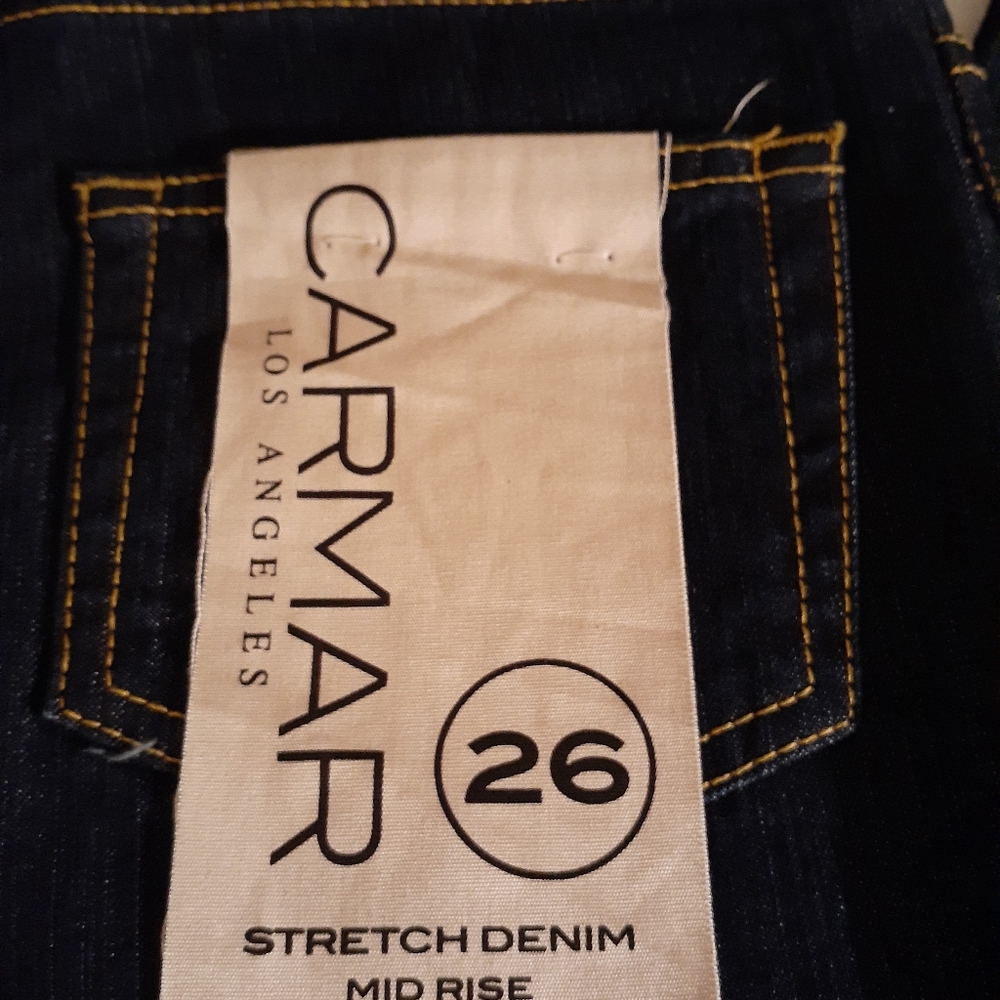 CARMAR
LOS ANGELES
26
STRETCH DENIM
MID RISE